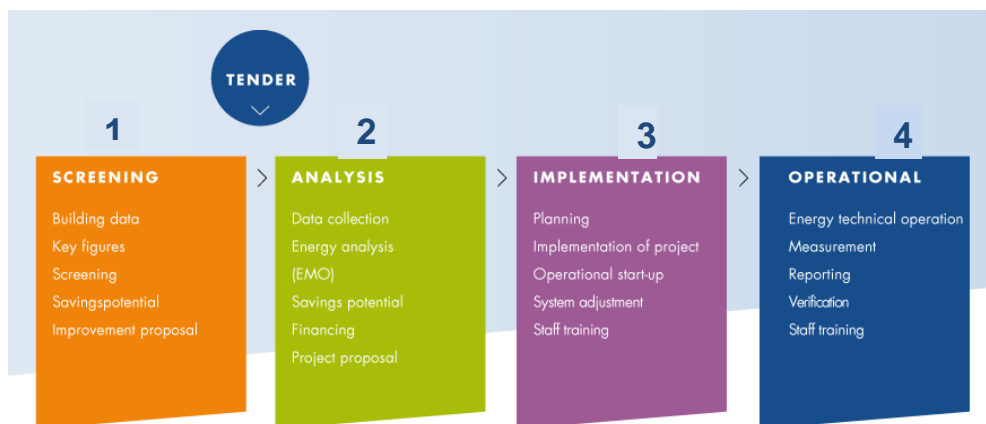 TENDER
1
SCREENING
Building data
Key figures
Screening
Savingspotential
Improvement proposal
2
ANALYSIS
Data collection
Energy analysis
(EMO)
Savings potential
Financing
Project proposal
3
IMPLEMENTATION
Planning
Implementation of project
Operational start-up
System adjustment
Staff training
4
OPERATIONAL
Energy technical operation
Measurement
Reporting
Verification
Staff training